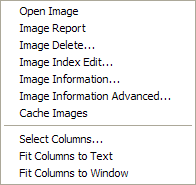 Open Image
Image Report
Image Delete...
Image Index Edit...
Image Information...
Image Information Advanced...
Cache Images
Select Columns...
Fit Columns to Text
Fit Columns to Window